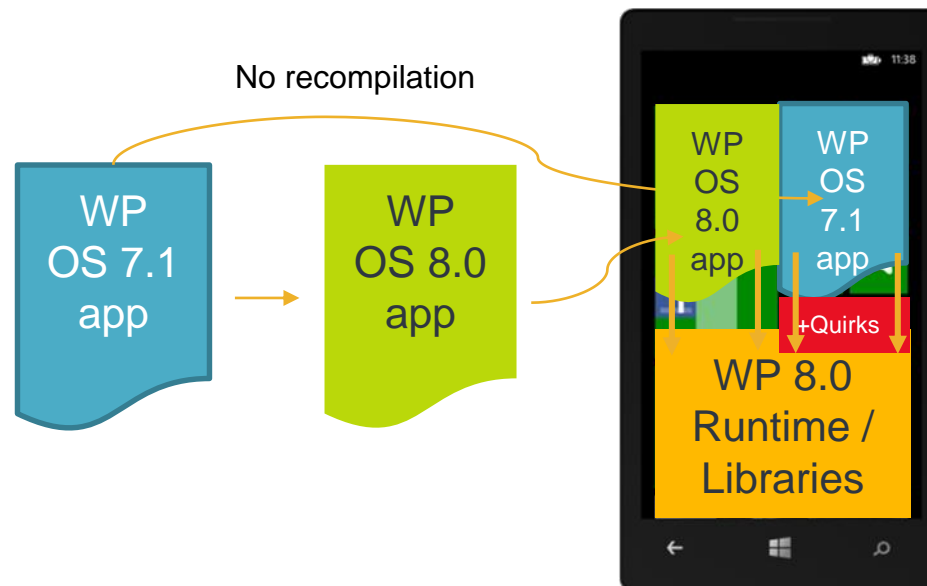 No recompilation
11:38
WP
OS 7.1
app
WP
OS 8.0
app
WP
OS
8.0
app
WP
OS
7.1
app
+Quirks
WP 8.0
Runtime /
Libraries